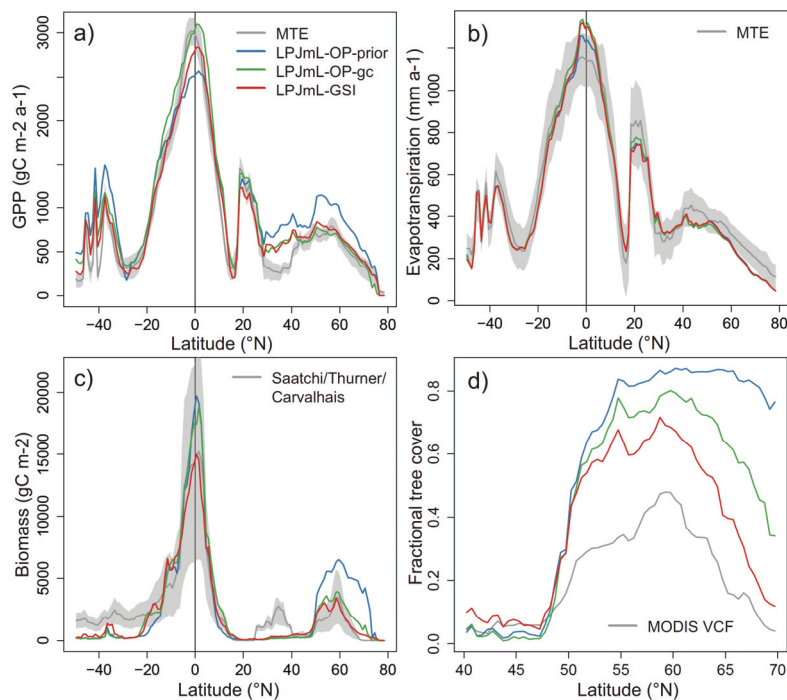 a)
MTE
LPJmL-OP-prior
LPJmL-OP-gc
LPJmL-GSI
GPP (gC m-2 a-1)
0 500 1000 1500 2000 2500 3000
−40 −20 0 20 40 60 80
Latitude (°N)
b)
MTE
Evapotranspiration (mm a-1)
0 200 400 600 800 1000
−40 −20 0 20 40 60 80
Latitude (°N)
c)
Saatchi/Thurner/
Carvalhais
Biomass (gC m-2)
0 5000 10000 15000 20000
−40 −20 0 20 40 60 80
Latitude (°N)
d)
MODIS VCF
Fractional tree cover
0.0 0.2 0.4 0.6 0.8
40 45 50 55 60 65 70
Latitude (°N)